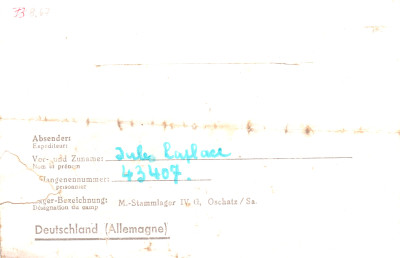 Absender:
Expéditeur:
Vor- und Zuname: Jules Laplace
Nom et prénom
Gefangenennummer: 43407
prisonnier
Lager-Bezeichnung: M.-Stammlager IV G, Oschatz / Sa.
Désignation du camp
Deutschland (Allemagne)